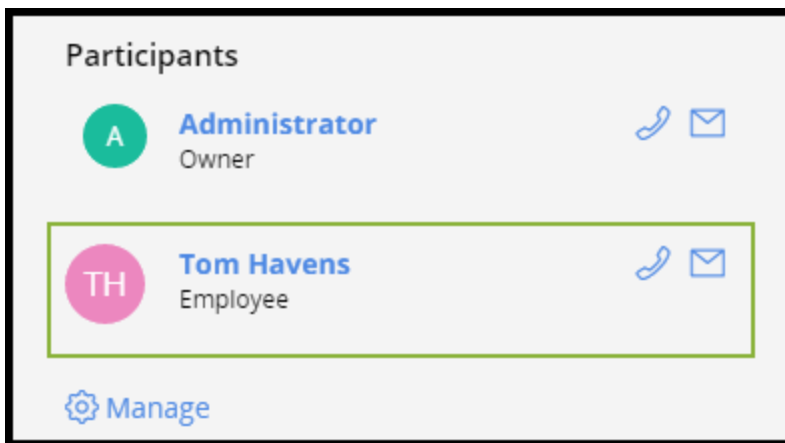 Participants
A
Administrator
Owner
TH
Tom Havens
Employee
Manage